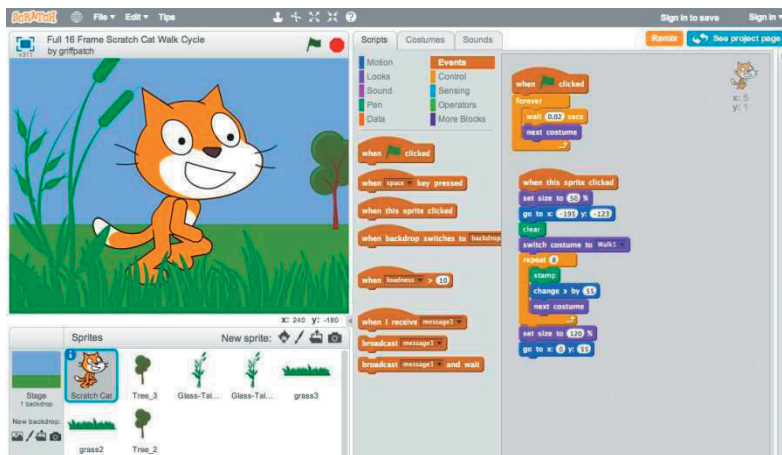 SCRATCH File Edit Tips
Sign in to save Sign in
v311
Full 16 Frame Scratch Cat Walk Cycle
by griffpatch
Scripts Costumes Sounds
Remix See project page
Motion Events
Looks Control
Sound Sensing
Pen Operators
Data More Blocks
when clicked
when space key pressed
when this sprite clicked
when backdrop switches to backdrop
when loudness > 10
when I receive message1
broadcast message1
broadcast message1 and wait
when clicked
forever
wait 0.02 secs
next costume
x: 5
y: 1
when this sprite clicked
set size to 50 %
go to x: -195 y: -123
clear
switch costume to Walk1
repeat 8
stamp
change x by 55
next costume
set size to 120 %
go to x: 0 y: 55
x: 240 y: -180
Sprites New sprite:
Stage
1 backdrop
New backdrop:
Scratch Cat
Tree_3
Glass-Tai...
Glass-Tai...
grass3
grass2
Tree_2